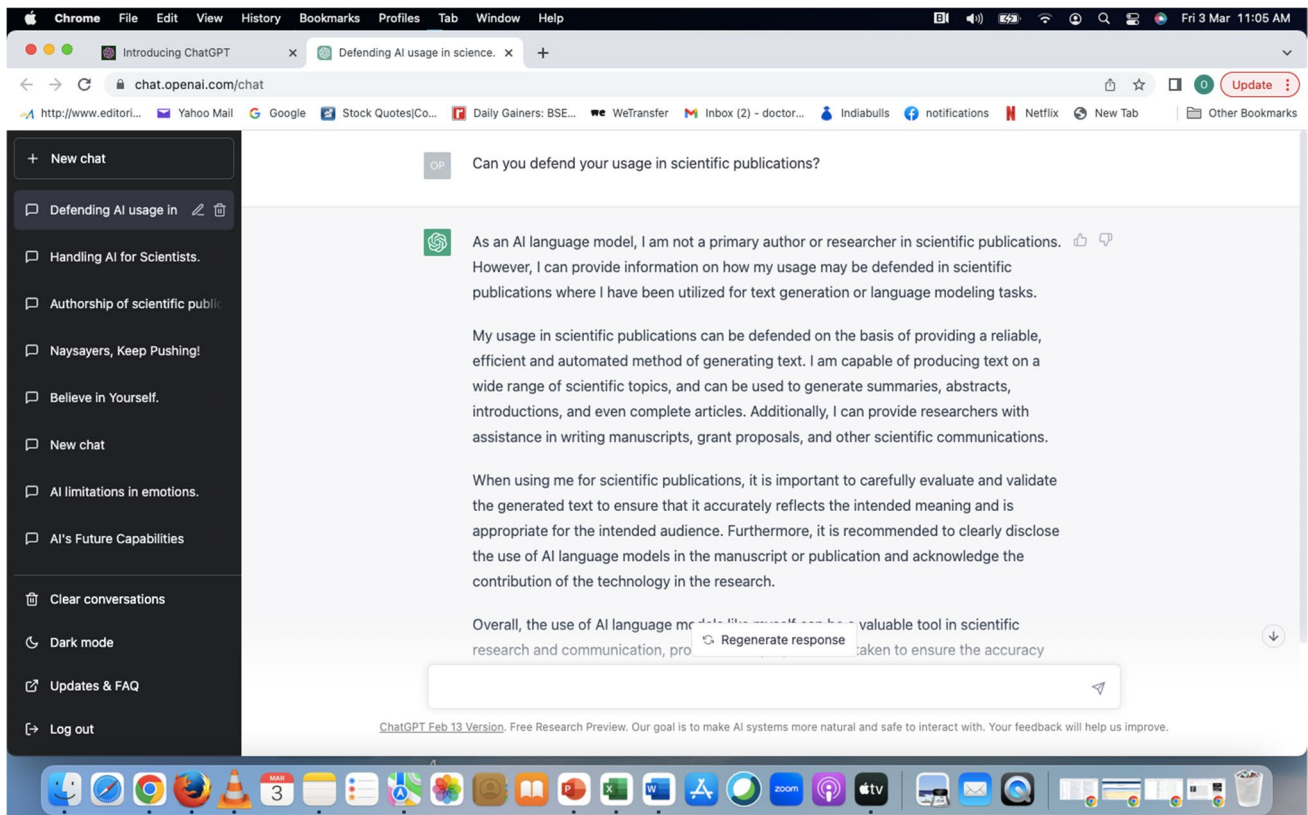 Chrome File Edit View History Bookmarks Profiles Tab Window Help Fri 3 Mar 11:05 AM
Introducing ChatGPT Defending AI usage in science.
chat.openai.com/chat Update
http://www.editori... Yahoo Mail Google Stock Quotes|Co... Daily Gainers: BSE... WeTransfer Inbox (2) - doctor... Indiabulls notifications Netflix New Tab Other Bookmarks
+ New chat
Defending AI usage in
Handling AI for Scientists.
Authorship of scientific public
Naysayers, Keep Pushing!
Believe in Yourself.
New chat
AI limitations in emotions.
AI's Future Capabilities
Clear conversations
Dark mode
Updates & FAQ
Log out
OP Can you defend your usage in scientific publications?
As an AI language model, I am not a primary author or researcher in scientific publications.
However, I can provide information on how my usage may be defended in scientific
publications where I have been utilized for text generation or language modeling tasks.
My usage in scientific publications can be defended on the basis of providing a reliable,
efficient and automated method of generating text. I am capable of producing text on a
wide range of scientific topics, and can be used to generate summaries, abstracts,
introductions, and even complete articles. Additionally, I can provide researchers with
assistance in writing manuscripts, grant proposals, and other scientific communications.
When using me for scientific publications, it is important to carefully evaluate and validate
the generated text to ensure that it accurately reflects the intended meaning and is
appropriate for the intended audience. Furthermore, it is recommended to clearly disclose
the use of AI language models in the manuscript or publication and acknowledge the
contribution of the technology in the research.
Overall, the use of AI language valuable tool in scientific
research and communication, taken to ensure the accuracy
Regenerate response
ChatGPT Feb 13 Version. Free Research Preview. Our goal is to make AI systems more natural and safe to interact with. Your feedback will help us improve.
MAR
3
zoom
tv